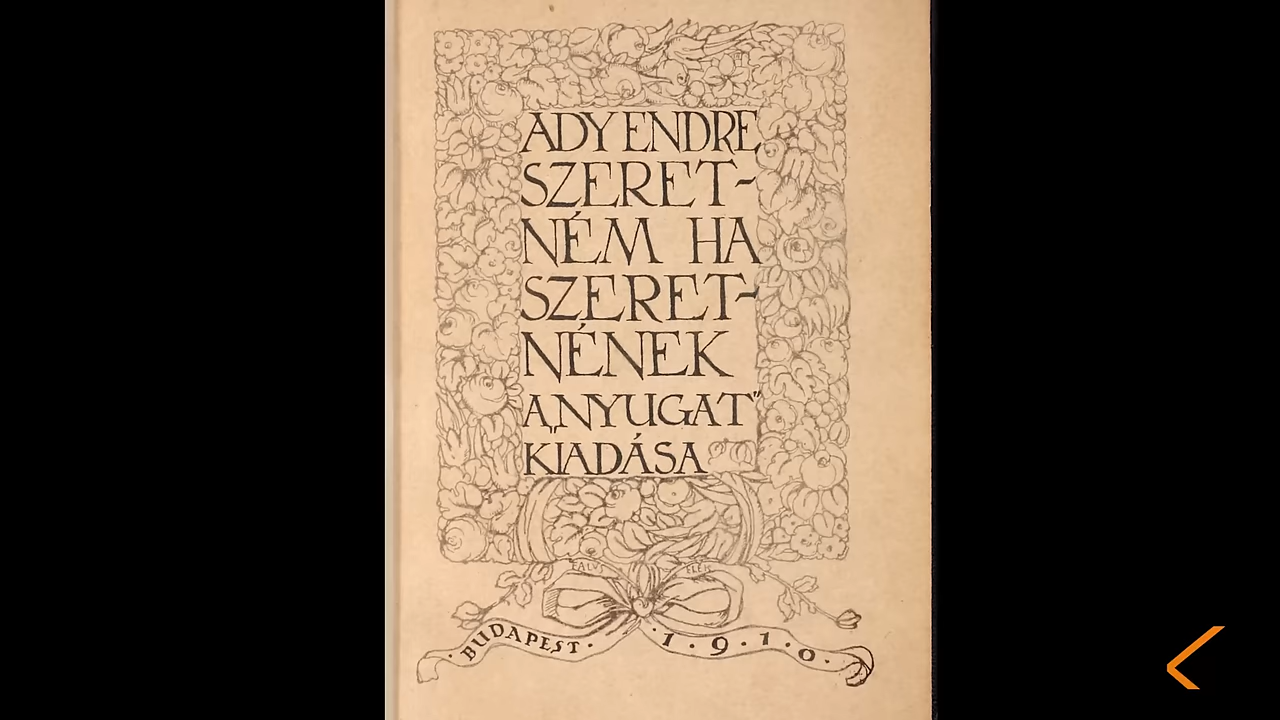 ADY ENDRE
SZERET-
NÉM HA
SZERET-
NÉNEK
A „NYUGAT”
KIADÁSA
FALUS ELEK
· BUDAPEST · · 1 · 9 · 1 · 0 ·